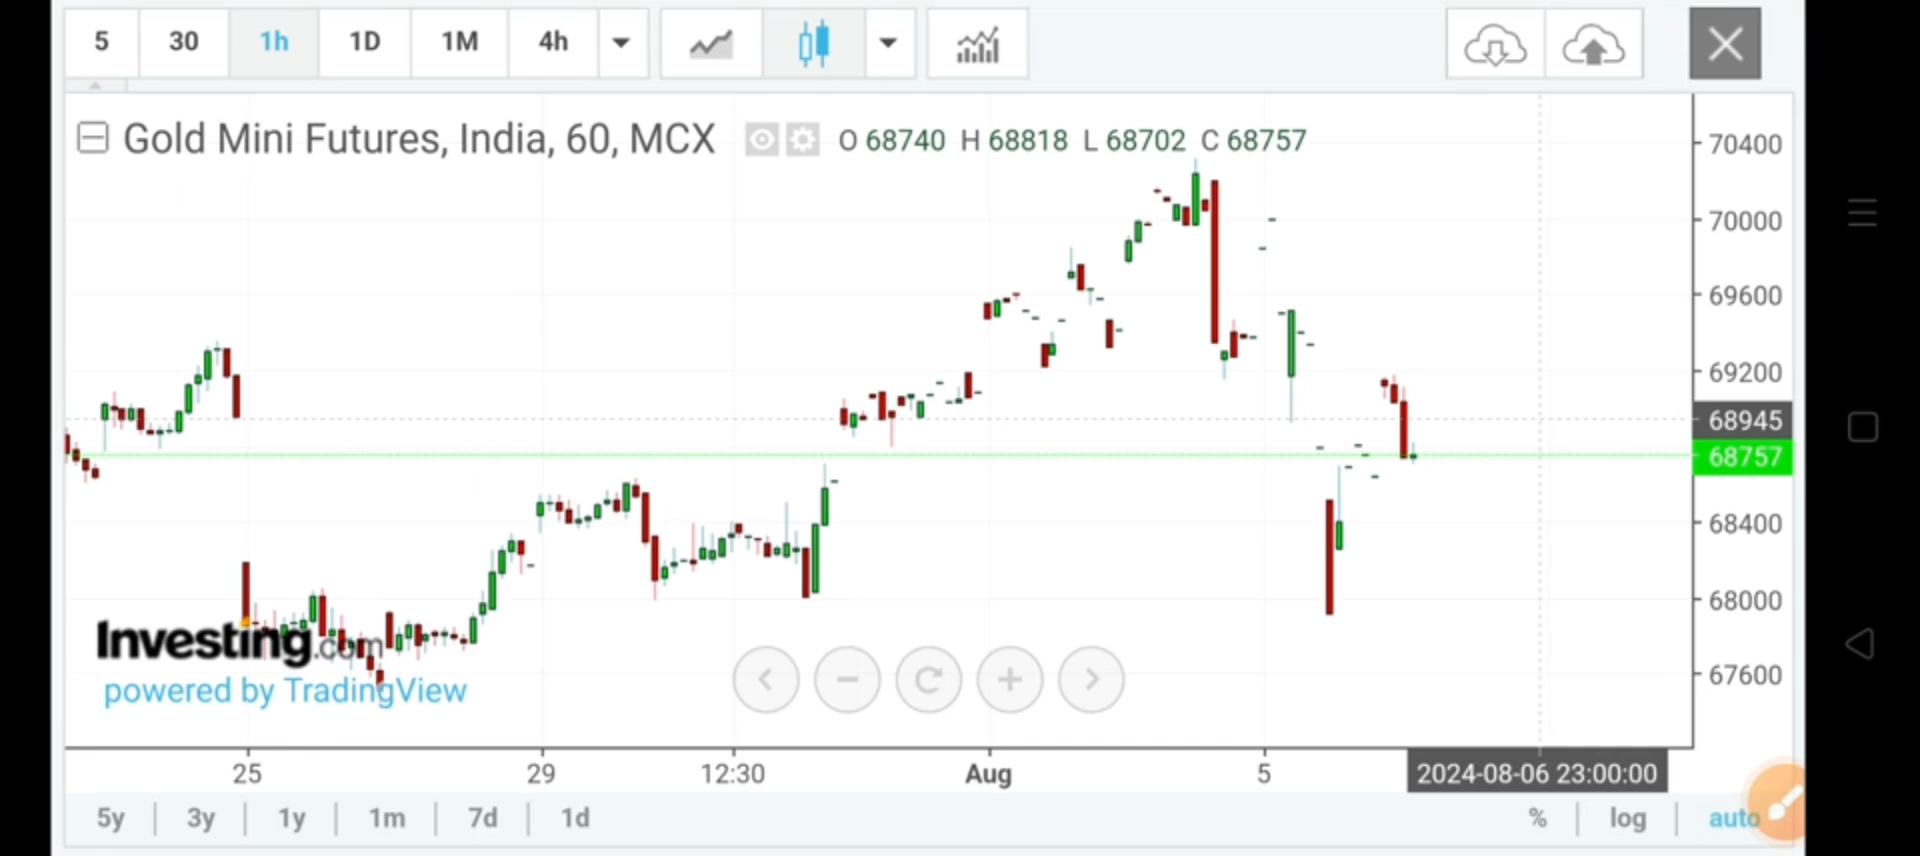 5 30 1h 1D 1M 4h
Gold Mini Futures, India, 60, MCX O 68740 H 68818 L 68702 C 68757
70400
70000
69600
69200
68945
68757
68400
68000
67600
Investing.com
powered by TradingView
25 29 12:30 Aug 5 2024-08-06 23:00:00
5y 3y 1y 1m 7d 1d % log auto